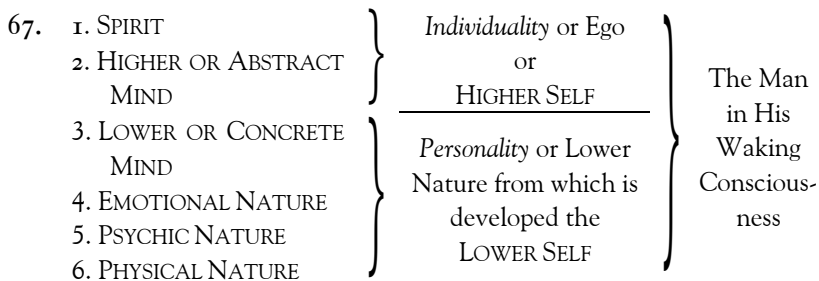 67. 1. SPIRIT
2. HIGHER OR ABSTRACT
MIND
3. LOWER OR CONCRETE
MIND
4. EMOTIONAL NATURE
5. PSYCHIC NATURE
6. PHYSICAL NATURE
Individuality or Ego
or
HIGHER SELF
Personality or Lower
Nature from which is
developed the
LOWER SELF
The Man
in His
Waking
Conscious-
ness